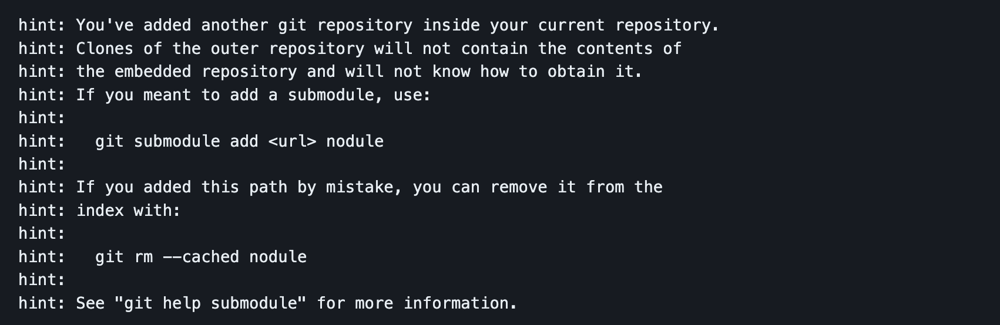 hint: You've added another git repository inside your current repository.
hint: Clones of the outer repository will not contain the contents of
hint: the embedded repository and will not know how to obtain it.
hint: If you meant to add a submodule, use:
hint:
hint:   git submodule add <url> nodule
hint:
hint: If you added this path by mistake, you can remove it from the
hint: index with:
hint:
hint:   git rm --cached nodule
hint:
hint: See "git help submodule" for more information.